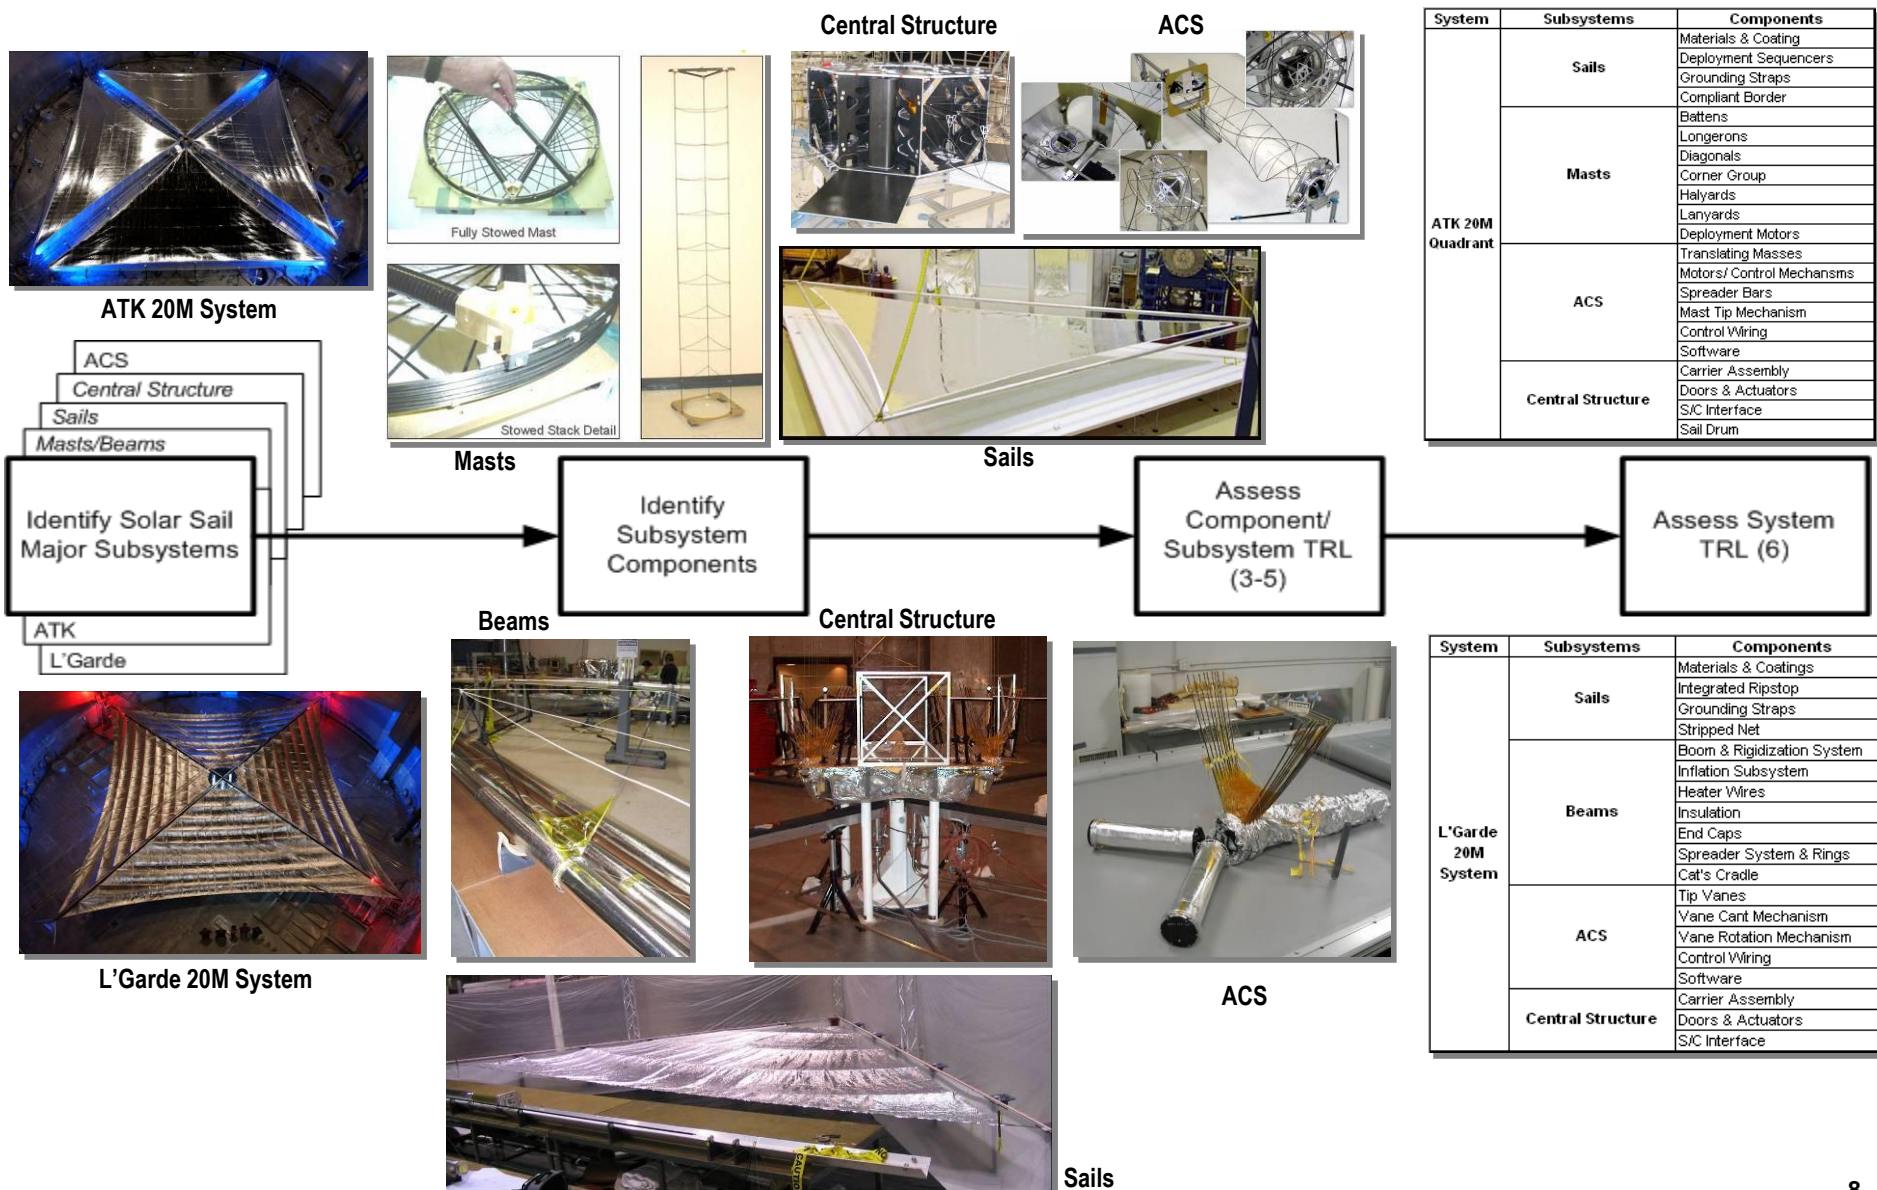 Central Structure
ACS
ATK 20M System
Fully Stowed Mast
Stowed Stack Detail
Masts
Sails
System Subsystems Components
ATK 20M
Quadrant
Sails
Materials & Coating
Deployment Sequencers
Grounding Straps
Compliant Border
Masts
Battens
Longerons
Diagonals
Corner Group
Halyards
Lanyards
Deployment Motors
ACS
Translating Masses
Motors/ Control Mechansms
Spreader Bars
Mast Tip Mechanism
Control Wiring
Software
Central Structure
Carrier Assembly
Doors & Actuators
S/C Interface
Sail Drum
ACS
Central Structure
Sails
Masts/Beams
Identify Solar Sail
Major Subsystems
ATK
L'Garde
Identify
Subsystem
Components
Assess
Component/
Subsystem TRL
(3-5)
Assess System
TRL (6)
L’Garde 20M System
Beams
Central Structure
ACS
CAUTIO
Sails
System Subsystems Components
L'Garde
20M
System
Sails
Materials & Coatings
Integrated Ripstop
Grounding Straps
Stripped Net
Beams
Boom & Rigidization System
Inflation Subsystem
Heater Wires
Insulation
End Caps
Spreader System & Rings
Cat's Cradle
ACS
Tip Vanes
Vane Cant Mechanism
Vane Rotation Mechanism
Control Wiring
Software
Central Structure
Carrier Assembly
Doors & Actuators
S/C Interface
8